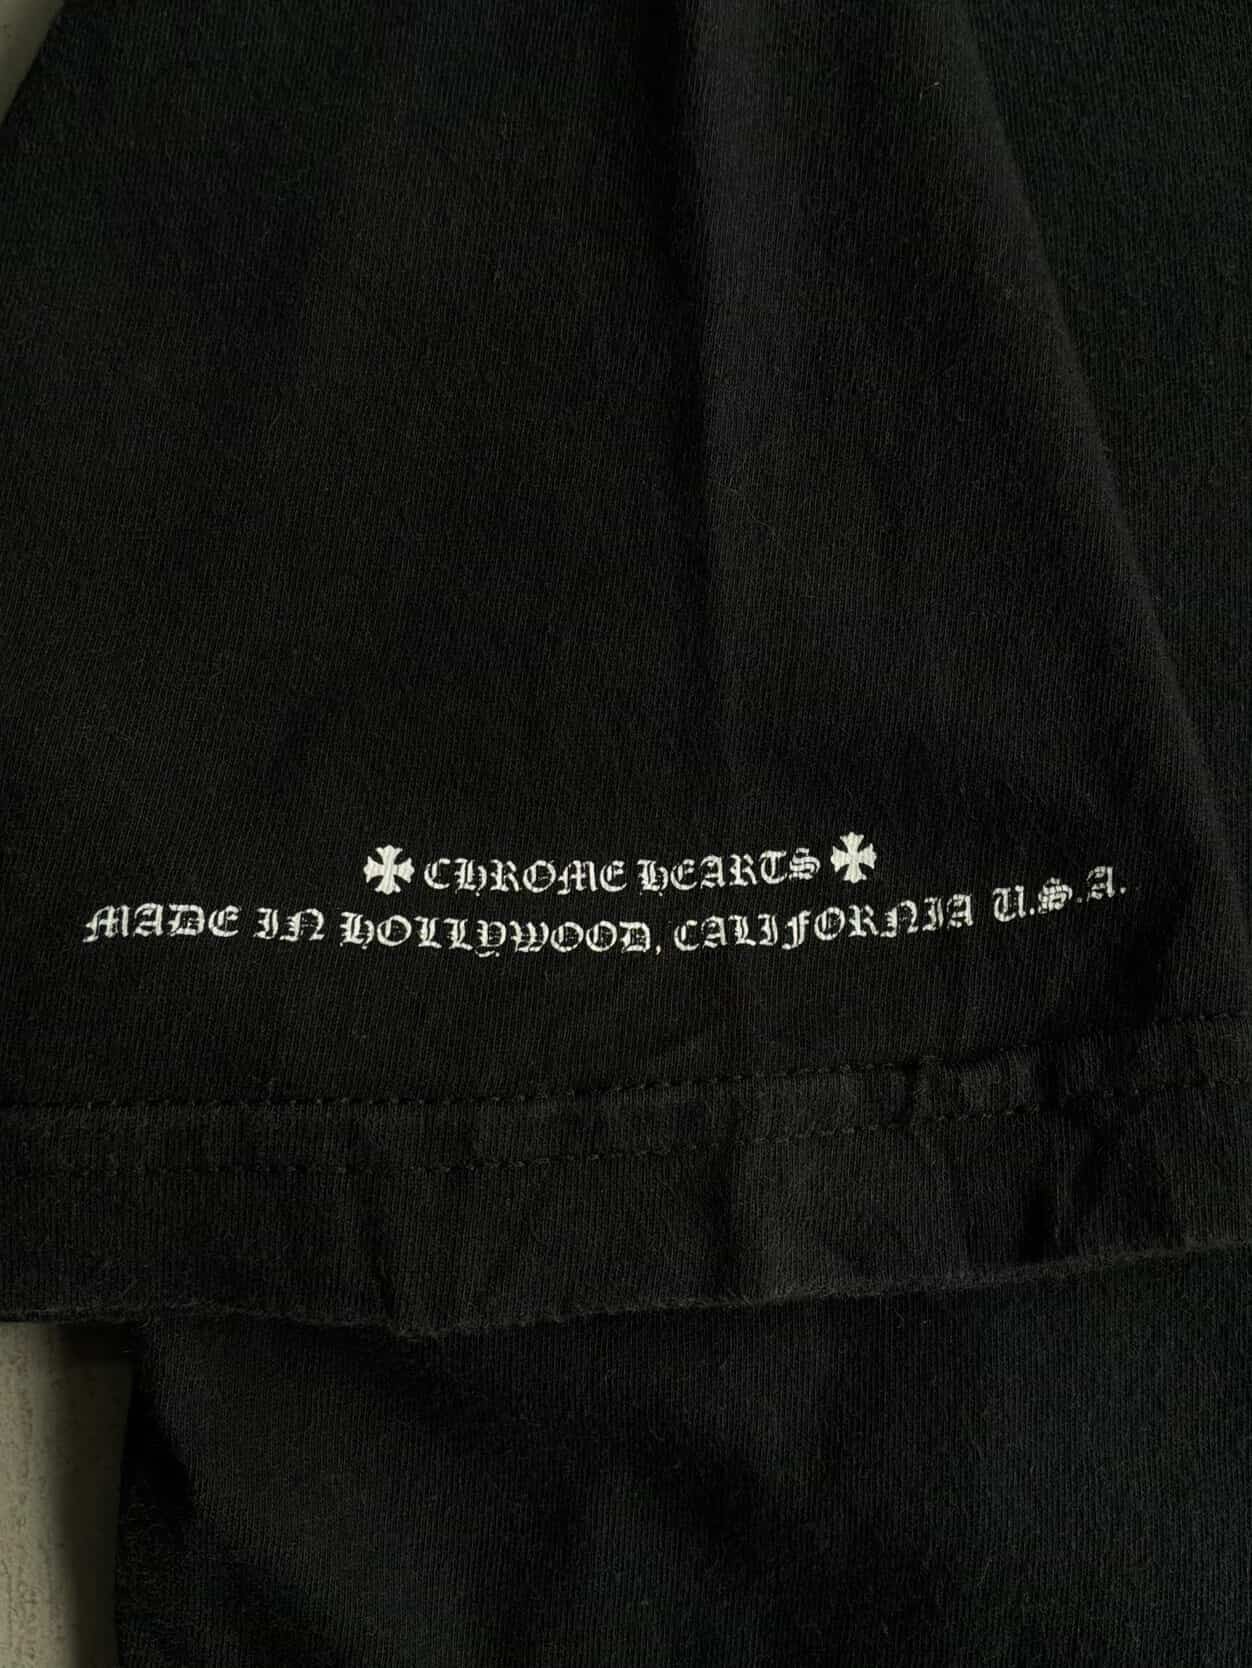 CHROME HEARTS
MADE IN HOLLYWOOD, CALIFORNIA U.S.A.